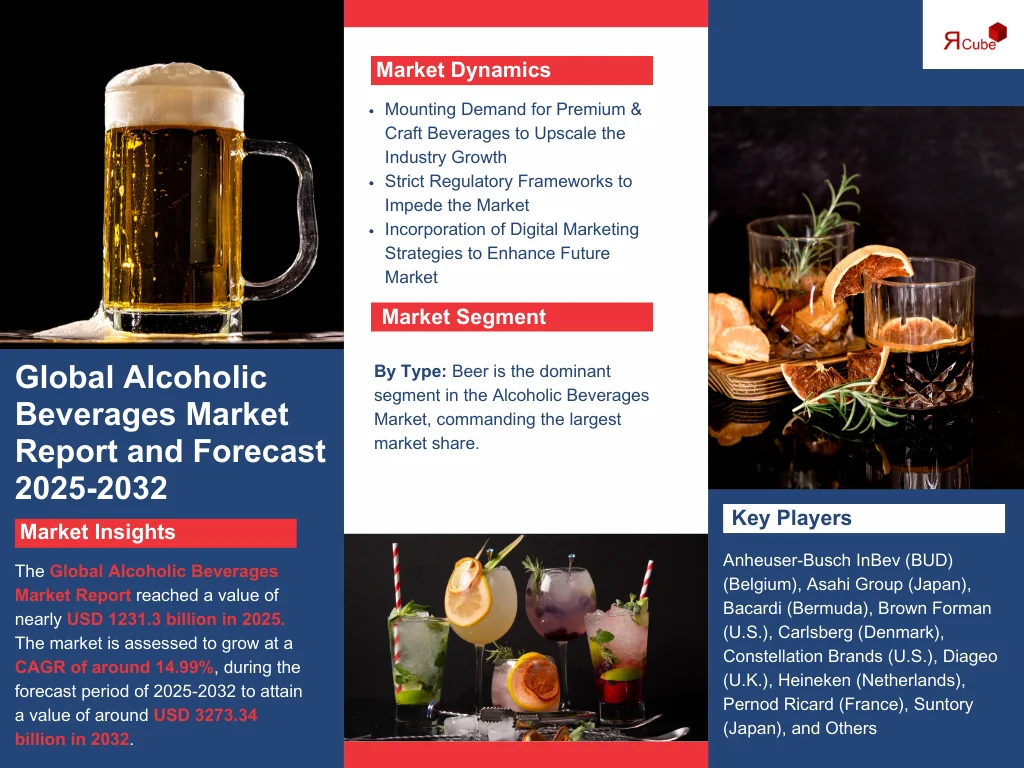 Global Alcoholic
Beverages Market
Report and Forecast
2025-2032
Market Insights
The Global Alcoholic Beverages
Market Report reached a value of
nearly USD 1231.3 billion in 2025.
The market is assessed to grow at a
CAGR of around 14.99%, during the
forecast period of 2025-2032 to attain
a value of around USD 3273.34
billion in 2032.
Market Dynamics
• Mounting Demand for Premium &
Craft Beverages to Upscale the
Industry Growth
• Strict Regulatory Frameworks to
Impede the Market
• Incorporation of Digital Marketing
Strategies to Enhance Future
Market
Market Segment
By Type: Beer is the dominant
segment in the Alcoholic Beverages
Market, commanding the largest
market share.
ЯCube
Key Players
Anheuser-Busch InBev (BUD)
(Belgium), Asahi Group (Japan),
Bacardi (Bermuda), Brown Forman
(U.S.), Carlsberg (Denmark),
Constellation Brands (U.S.), Diageo
(U.K.), Heineken (Netherlands),
Pernod Ricard (France), Suntory
(Japan), and Others